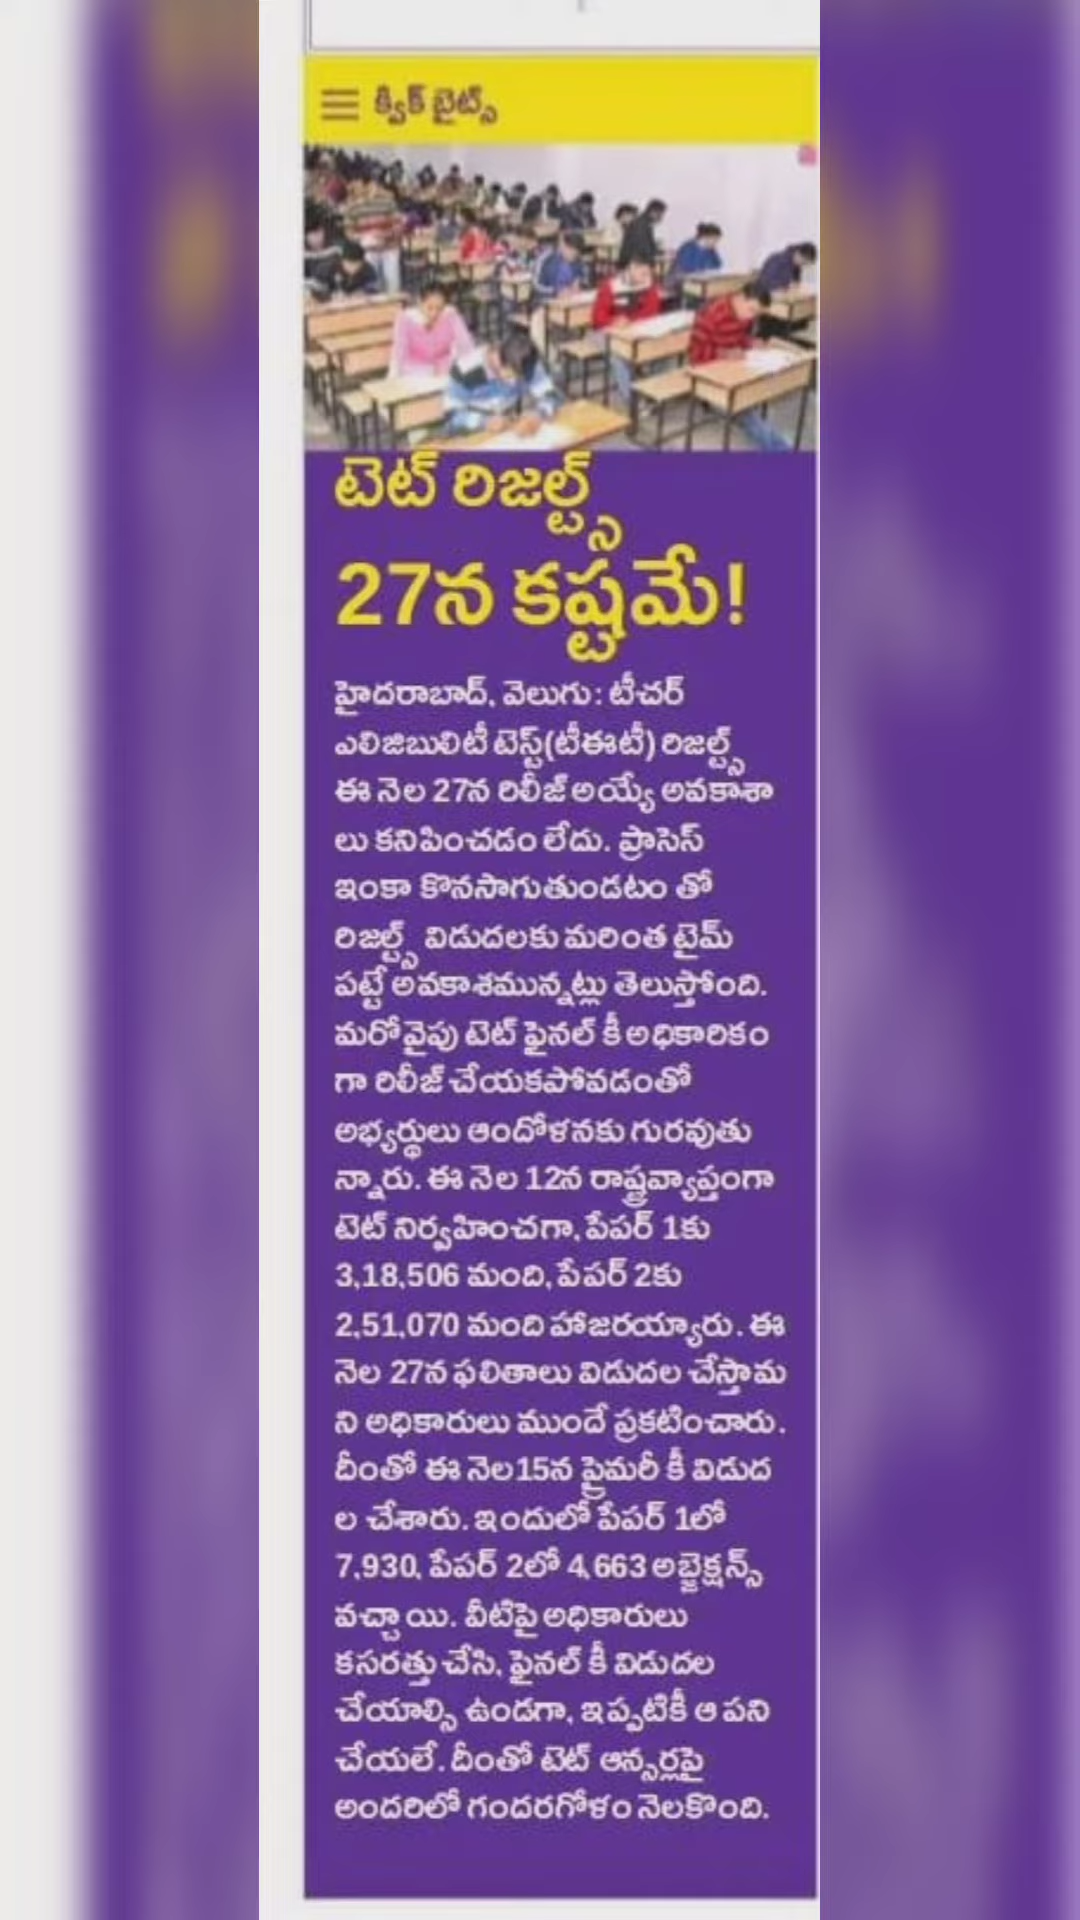 క్వీక్ బైట్స్
టెట్ రిజల్ట్స్
27న కష్టమే!
హైదరాబాద్, వెలుగు: టీచర్
ఎలిజిబులిటీ టెస్ట్(టీఈటీ) రిజల్ట్స్
ఈ నెల 27న రిలీజ్ అయ్యే అవకాశా
లు కనిపించడం లేదు. ప్రాసెస్
ఇంకా కొనసాగుతుండటం తో
రిజల్ట్స్ విడుదలకు మరింత టైమ్
పట్టే అవకాశమున్నట్లు తెలుస్తోంది.
మరోవైపు టెట్ ఫైనల్ కీ అధికారికం
గా రిలీజ్ చేయకపోవడంతో
అభ్యర్థులు ఆందోళనకు గురవుతు
న్నారు. ఈ నెల 12న రాష్ట్రవ్యాప్తంగా
టెట్ నిర్వహించగా, పేపర్ 1కు
3,18,506 మంది, పేపర్ 2కు
2,51,070 మంది హాజరయ్యారు. ఈ
నెల 27న ఫలితాలు విడుదల చేస్తామ
ని అధికారులు ముందే ప్రకటించారు.
దీంతో ఈ నెల15న ప్రైమరీ కీ విడుద
ల చేశారు. ఇందులో పేపర్ 1లో
7,930, పేపర్ 2లో 4,663 అబ్జెక్షన్స్
వచ్చాయి. వీటిపై అధికారులు
కసరత్తు చేసి, ఫైనల్ కీ విడుదల
చేయాల్సి ఉండగా, ఇప్పటికీ ఆ పని
చేయలే. దీంతో టెట్ ఆన్సర్లపై
అందరిలో గందరగోళం నెలకొంది.